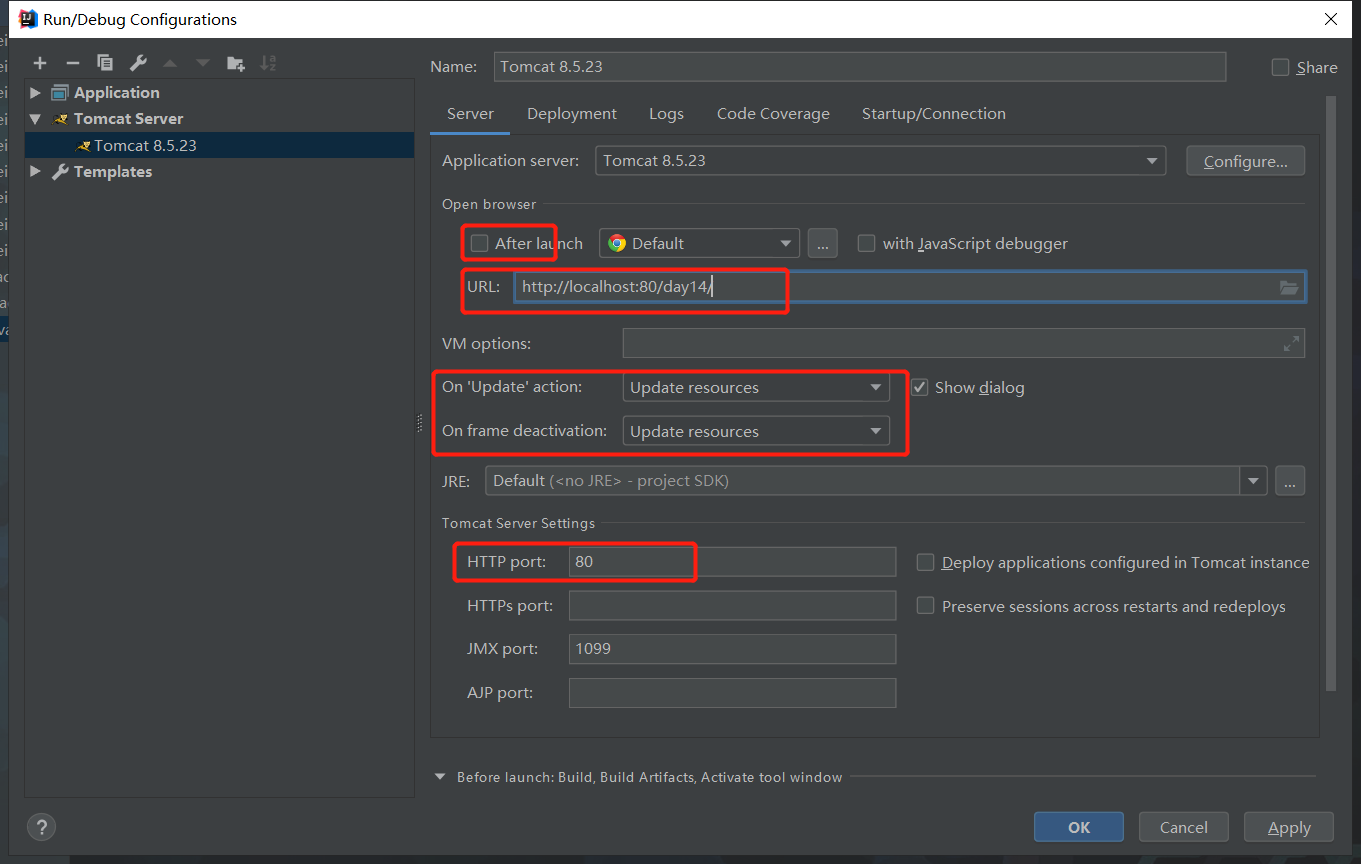 Run/Debug Configurations
Application
Tomcat Server
Tomcat 8.5.23
Templates
Name: Tomcat 8.5.23 Share
Server Deployment Logs Code Coverage Startup/Connection
Application server: Tomcat 8.5.23 Configure...
Open browser
After launch Default ... with JavaScript debugger
URL: http://localhost:80/day14/
VM options:
On 'Update' action: Update resources Show dialog
On frame deactivation: Update resources
JRE: Default (<no JRE> - project SDK) ...
Tomcat Server Settings
HTTP port: 80 Deploy applications configured in Tomcat instance
HTTPs port: Preserve sessions across restarts and redeploys
JMX port: 1099
AJP port:
Before launch: Build, Build Artifacts, Activate tool window
? OK Cancel Apply